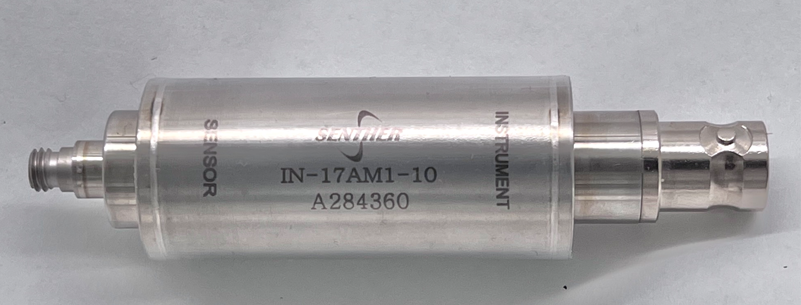 SENSOR
SENTHER
IN-17AM1-10
A284360
INSTRUMENT